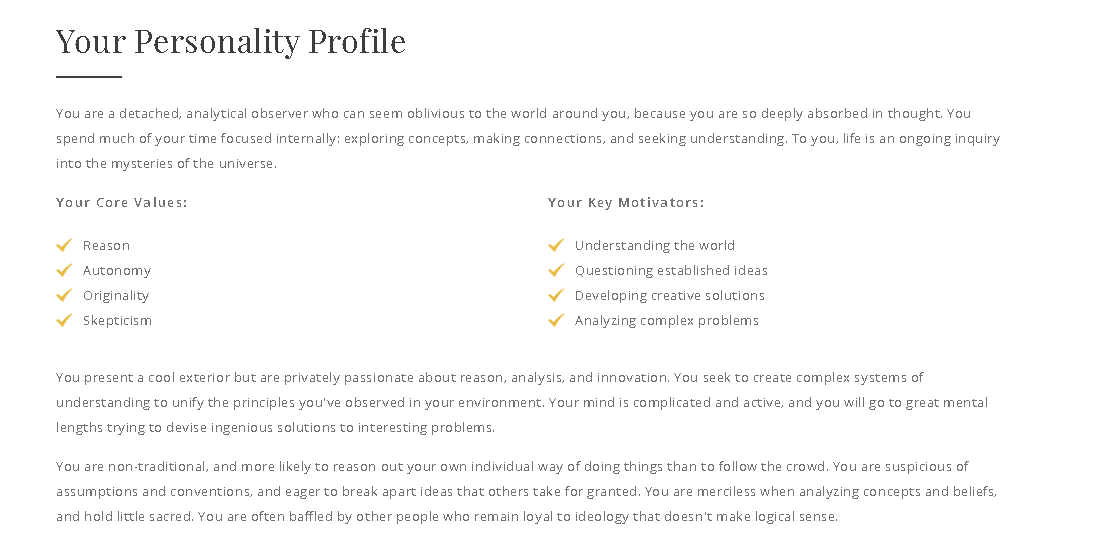 Your Personality Profile
You are a detached, analytical observer who can seem oblivious to the world around you, because you are so deeply absorbed in thought. You
spend much of your time focused internally: exploring concepts, making connections, and seeking understanding. To you, life is an ongoing inquiry
into the mysteries of the universe.
Your Core Values:
Reason
Autonomy
Originality
Skepticism
Your Key Motivators:
Understanding the world
Questioning established ideas
Developing creative solutions
Analyzing complex problems
You present a cool exterior but are privately passionate about reason, analysis, and innovation. You seek to create complex systems of
understanding to unify the principles you've observed in your environment. Your mind is complicated and active, and you will go to great mental
lengths trying to devise ingenious solutions to interesting problems.
You are non-traditional, and more likely to reason out your own individual way of doing things than to follow the crowd. You are suspicious of
assumptions and conventions, and eager to break apart ideas that others take for granted. You are merciless when analyzing concepts and beliefs,
and hold little sacred. You are often baffled by other people who remain loyal to ideology that doesn't make logical sense.